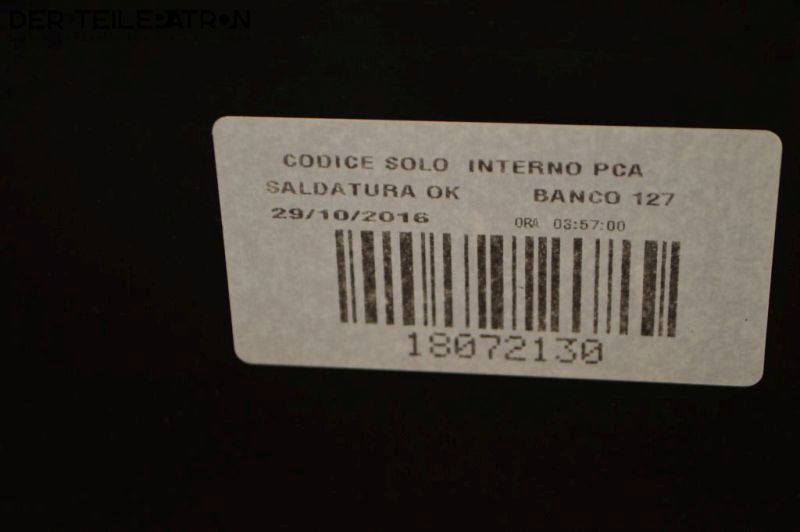 DER TEILEPATRON
CODICE SOLO INTERNO PCA
SALDATURA OK BANCO 127
29/10/2016 ORA 03:57:00
18072130